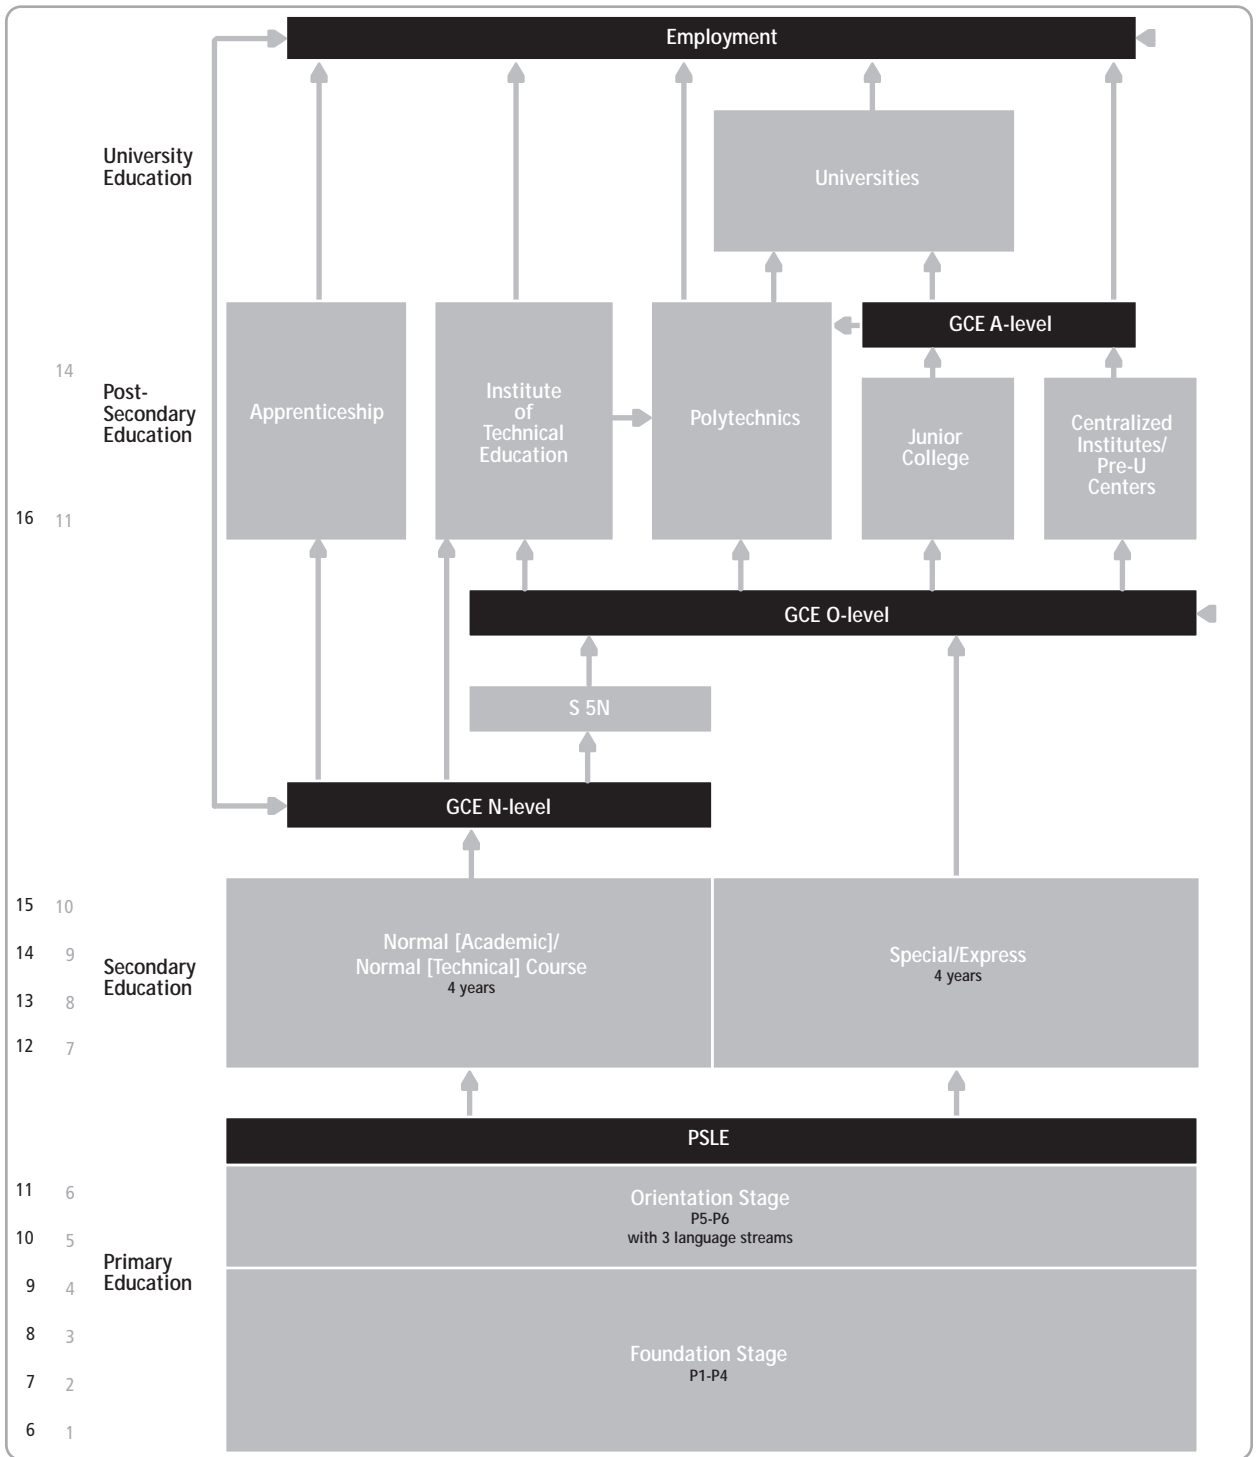 Employment
University
Education
Universities
GCE A-level
14
Post-
Secondary
Education
Apprenticeship
Institute
of
Technical
Education
Polytechnics
Junior
College
Centralized
Institutes/
Pre-U
Centers
16 11
GCE O-level
S 5N
GCE N-level
15 10
14 9
13 8
12 7
Secondary
Education
Normal [Academic]/
Normal [Technical] Course
4 years
Special/Express
4 years
PSLE
11 6
10 5
Orientation Stage
P5-P6
with 3 language streams
Primary
Education
9 4
8 3
7 2
6 1
Foundation Stage
P1-P4